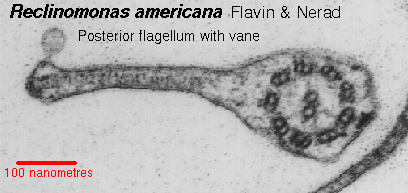 Reclinomonas americana Flavin & Nerad
Posterior flagellum with vane
100 nanometres